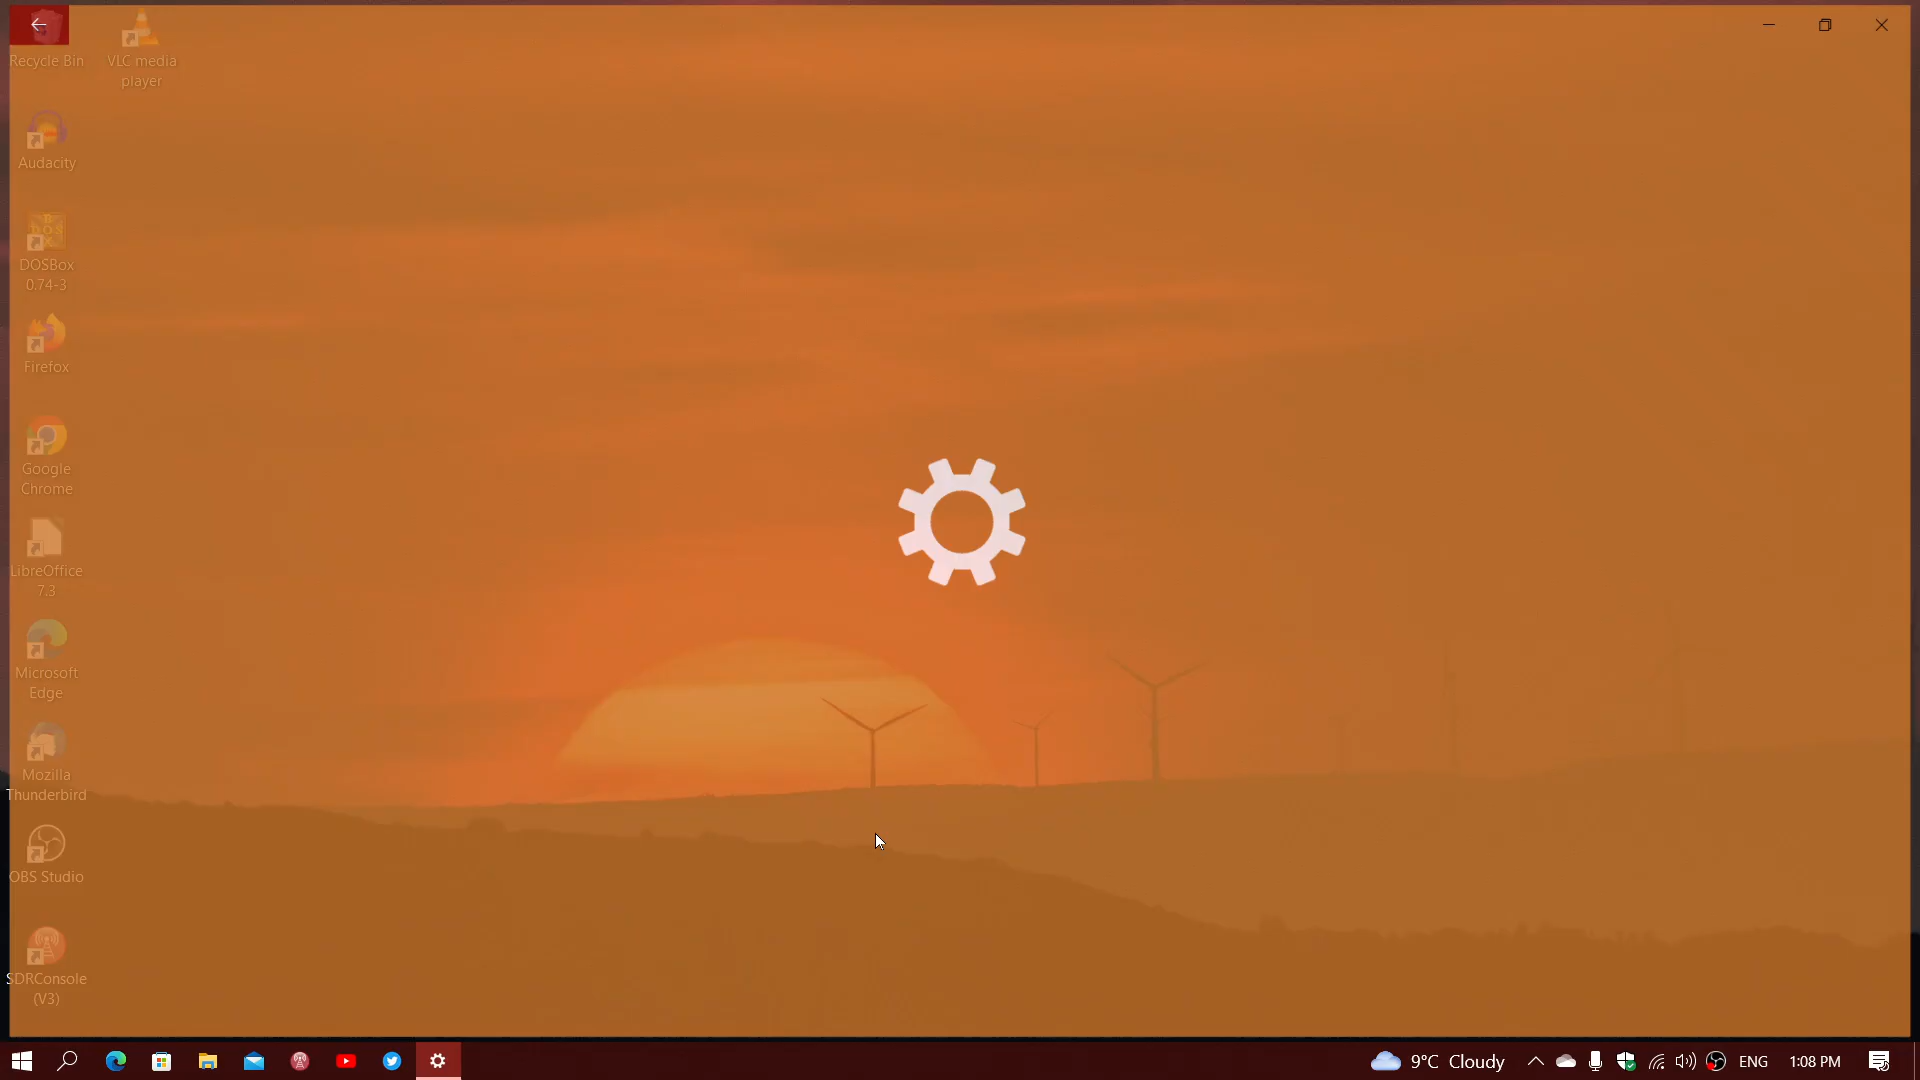 Recycle Bin
VLC media
player
Audacity
DOSBox
0.74-3
Firefox
Google
Chrome
LibreOffice
7.3
Microsoft
Edge
Mozilla
Thunderbird
OBS Studio
SDRConsole
(V3)
9°C Cloudy
ENG
1:08 PM